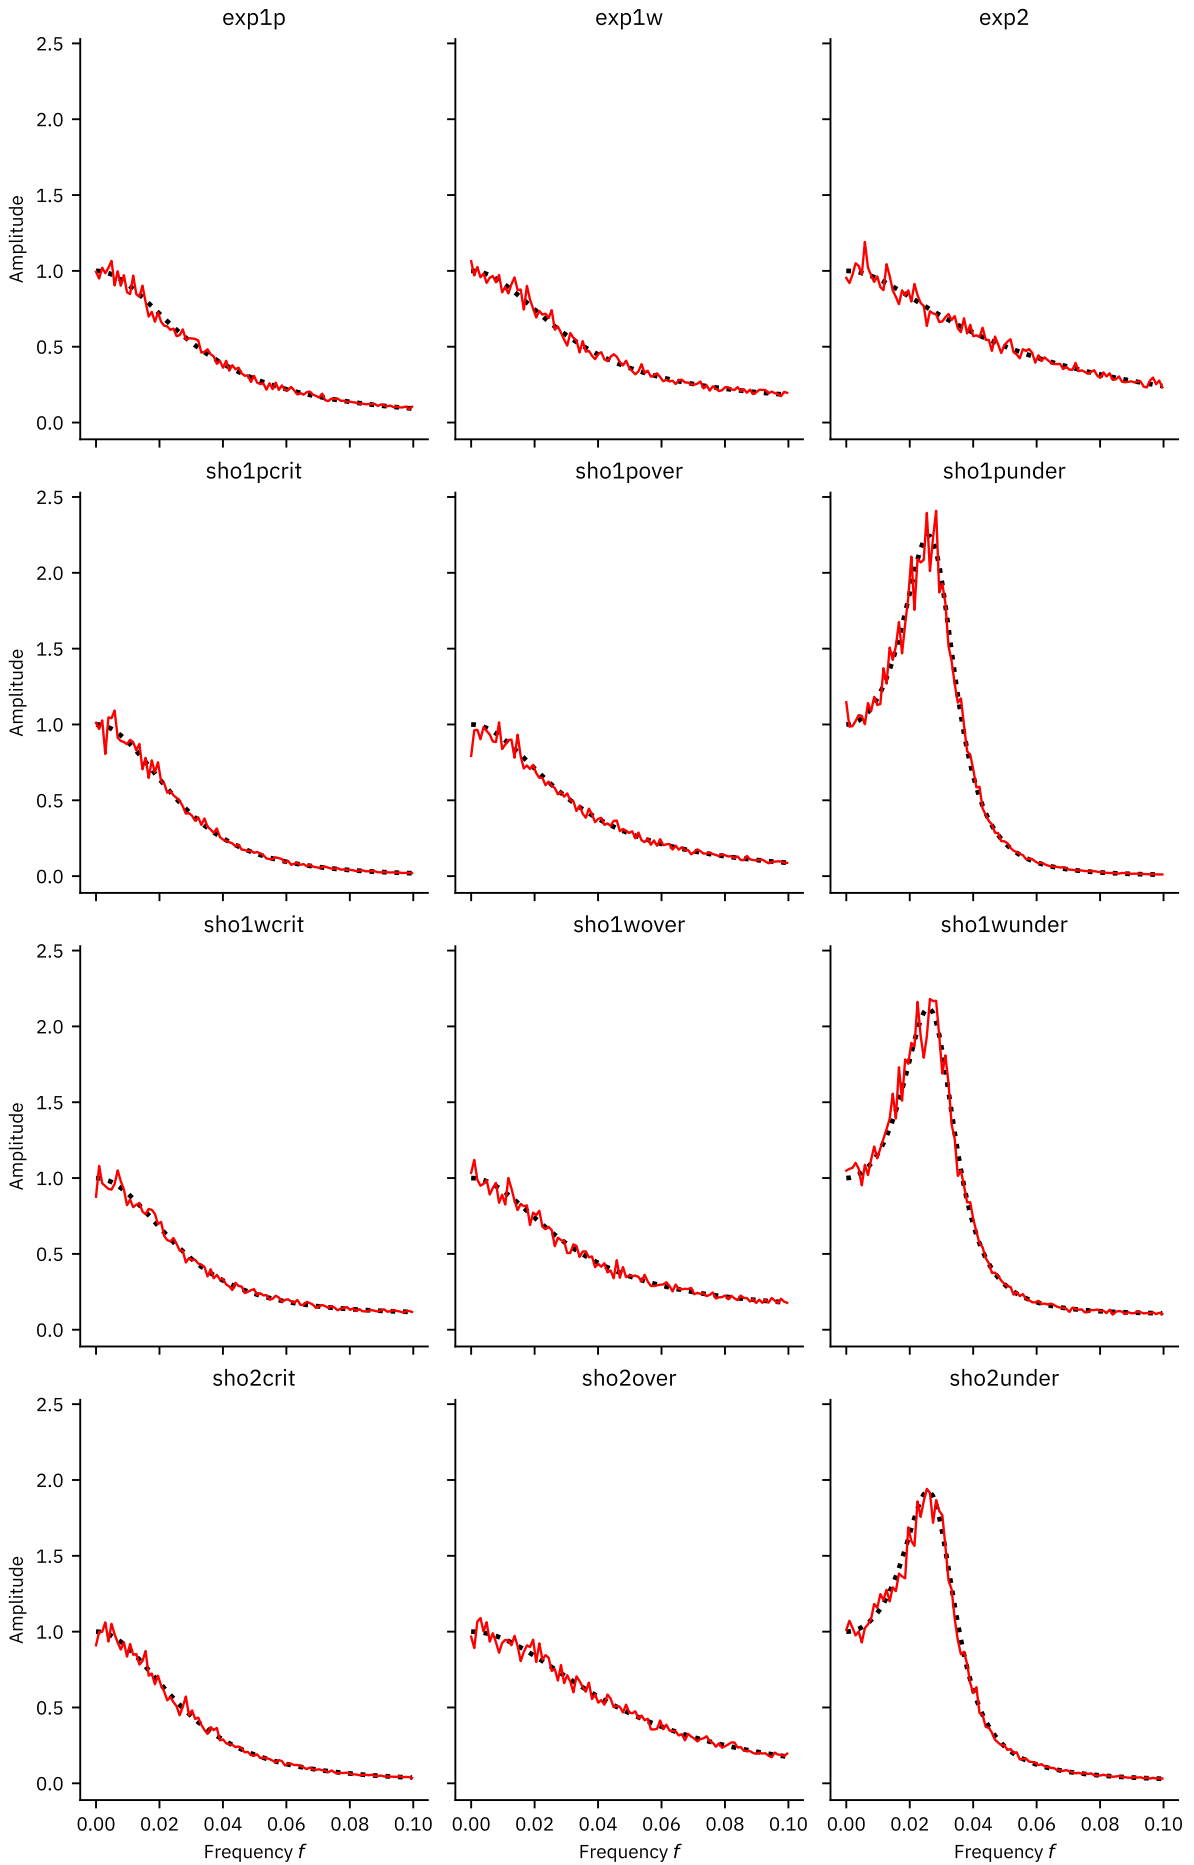 exp1p exp1w exp2
2.5
2.0
1.5
1.0
0.5
0.0
Amplitude
sho1pcrit sho1pover sho1punder
2.5
2.0
1.5
1.0
0.5
0.0
Amplitude
sho1wcrit sho1wover sho1wunder
2.5
2.0
1.5
1.0
0.5
0.0
Amplitude
sho2crit sho2over sho2under
2.5
2.0
1.5
1.0
0.5
0.0
Amplitude
0.00 0.02 0.04 0.06 0.08 0.10 0.00 0.02 0.04 0.06 0.08 0.10 0.00 0.02 0.04 0.06 0.08 0.10
Frequency f Frequency f Frequency f